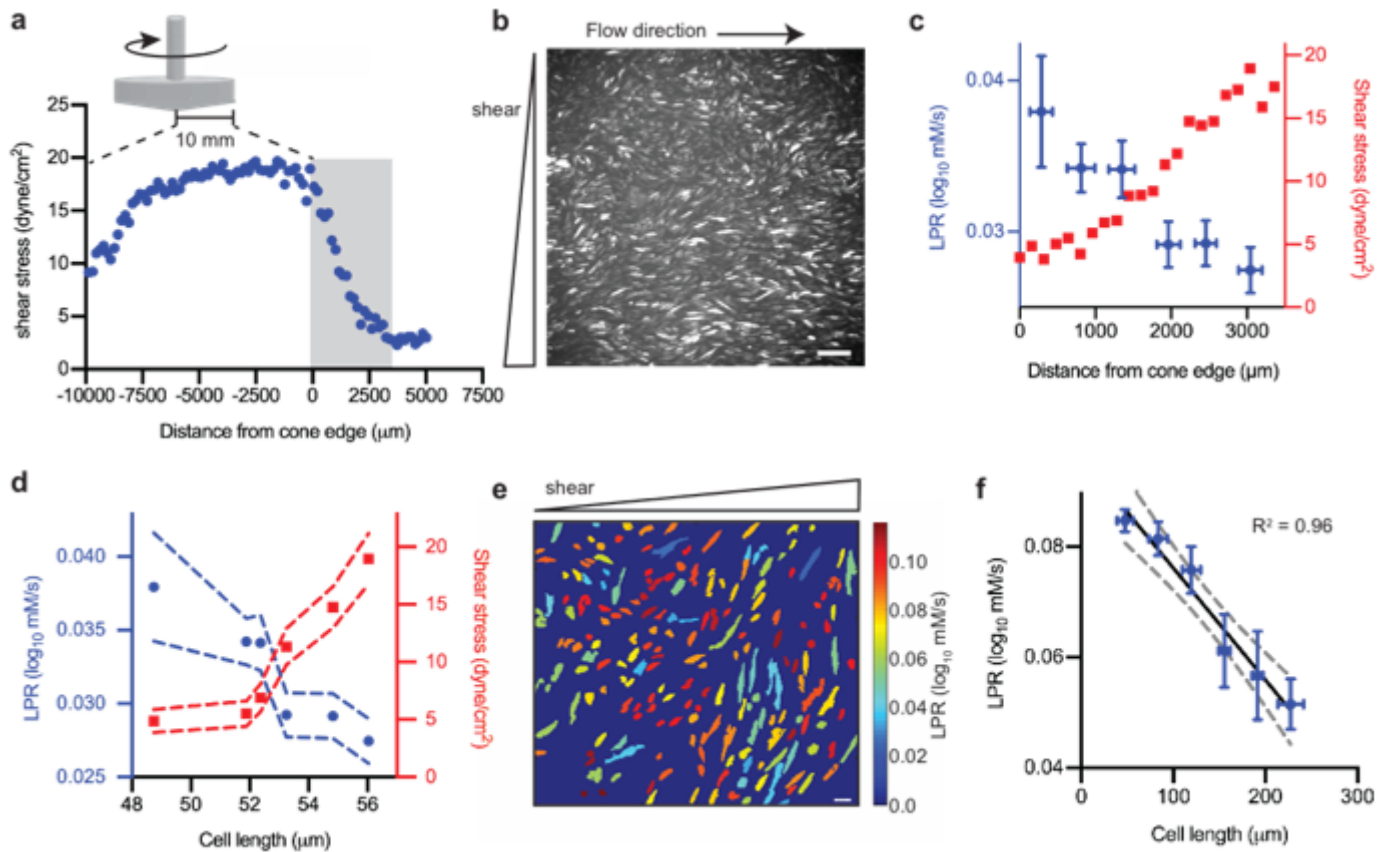 a
10 mm
25
20
15
10
5
0
shear stress (dyne/cm²)
-10000 -7500 -5000 -2500 0 2500 5000 7500
Distance from cone edge (μm)
b
Flow direction
shear
c
0.04
0.03
LPR (log₁₀ mM/s)
20
15
10
5
0
Shear stress (dyne/cm²)
0 1000 2000 3000
Distance from cone edge (μm)
d
0.040
0.035
0.030
0.025
LPR (log₁₀ mM/s)
20
15
10
5
0
Shear stress (dyne/cm²)
48 50 52 54 56
Cell length (μm)
e
shear
0.10
0.08
0.06
0.04
0.02
0.0
LPR (log₁₀ mM/s)
f
R² = 0.96
0.08
0.06
0.04
LPR (log₁₀ mM/s)
0 100 200 300
Cell length (μm)